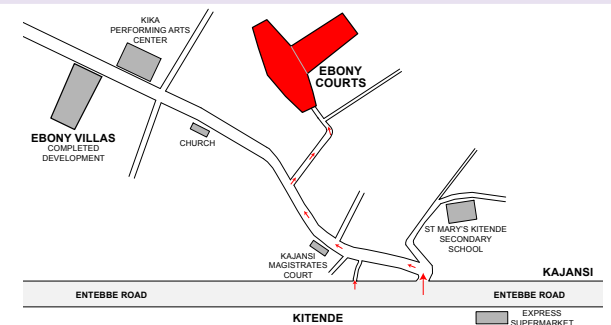 KIKA
PERFORMING ARTS
CENTER
EBONY
COURTS
EBONY VILLAS
COMPLETED
DEVELOPMENT
CHURCH
ST MARY'S KITENDE
SECONDARY
SCHOOL
KAJANSI
MAGISTRATES
COURT
KAJANSI
ENTEBBE ROAD
ENTEBBE ROAD
KITENDE
EXPRESS
SUPERMARKET